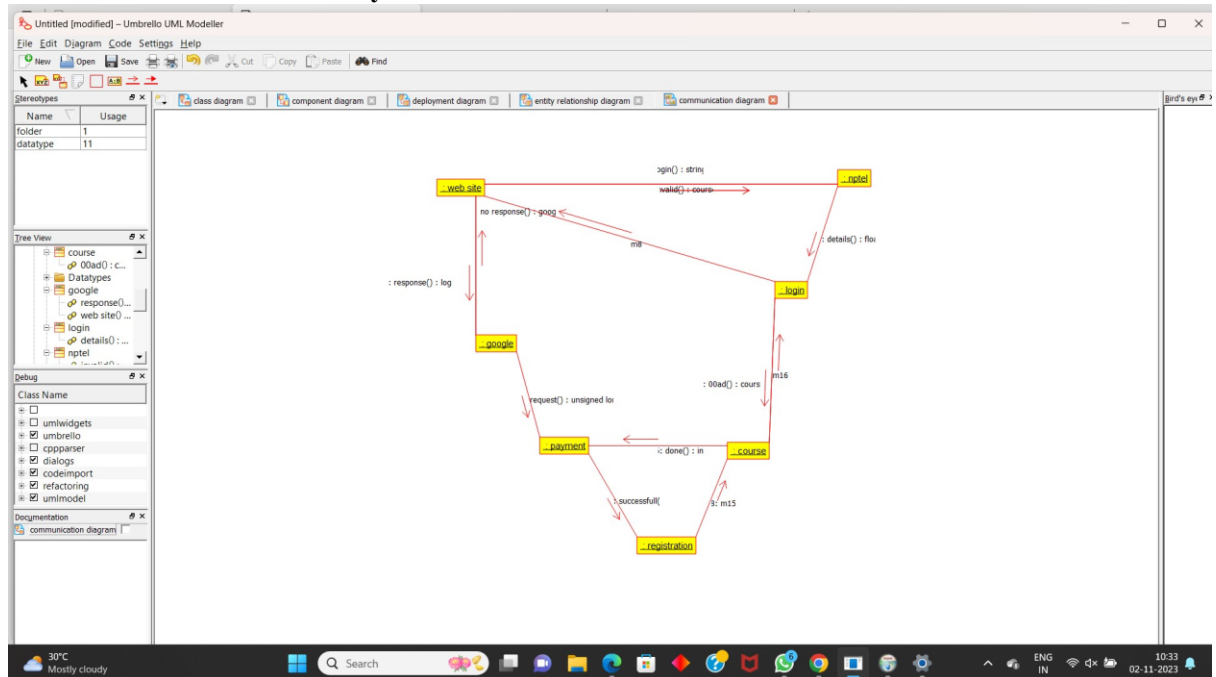 Untitled [modified] – Umbrello UML Modeller
File Edit Diagram Code Settings Help
New Open Save Cut Copy Paste Find
Stereotypes
Name Usage
folder 1
datatype 11
class diagram component diagram deployment diagram entity relationship diagram communication diagram
Bird's eye
Tree View
course
00ad() : c...
Datatypes
google
response()...
web site() ...
login
details() : ...
nptel
Debug
Class Name
umlwidgets
umbrello
cppparser
dialogs
codeimport
refactoring
umlmodel
Documentation
communication diagram
ogin() : string
: nptel
: web site
walid() : cours
no response() : goog
m8
: details() : floa
: response() : log
: login
: google
m16
: 00ad() : cours
request() : unsigned lo
: payment
: done() : in
: course
: successfull(
3: m15
: registration
30°C
Mostly cloudy
Search
ENG
IN
10:33
02-11-2023